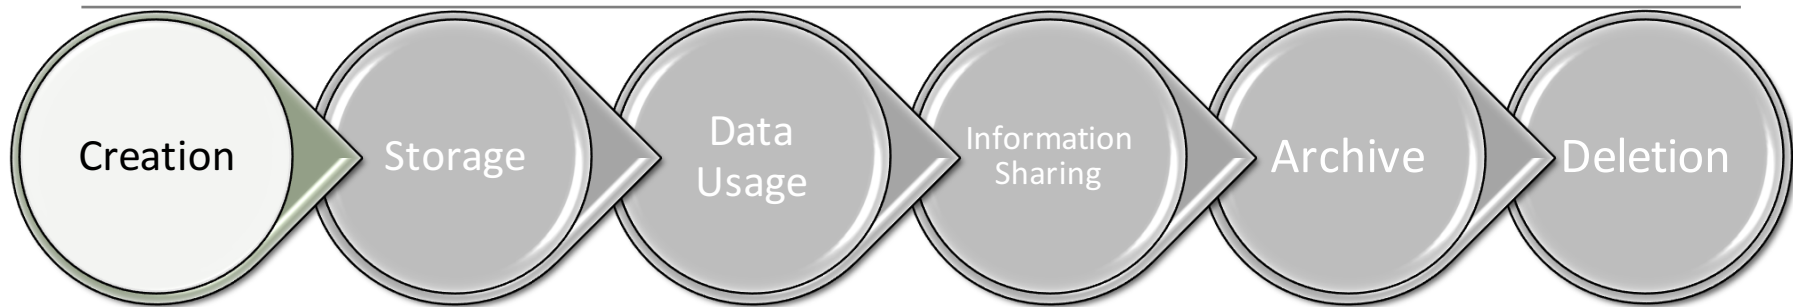 Creation
Storage
Data
Usage
Information
Sharing
Archive
Deletion